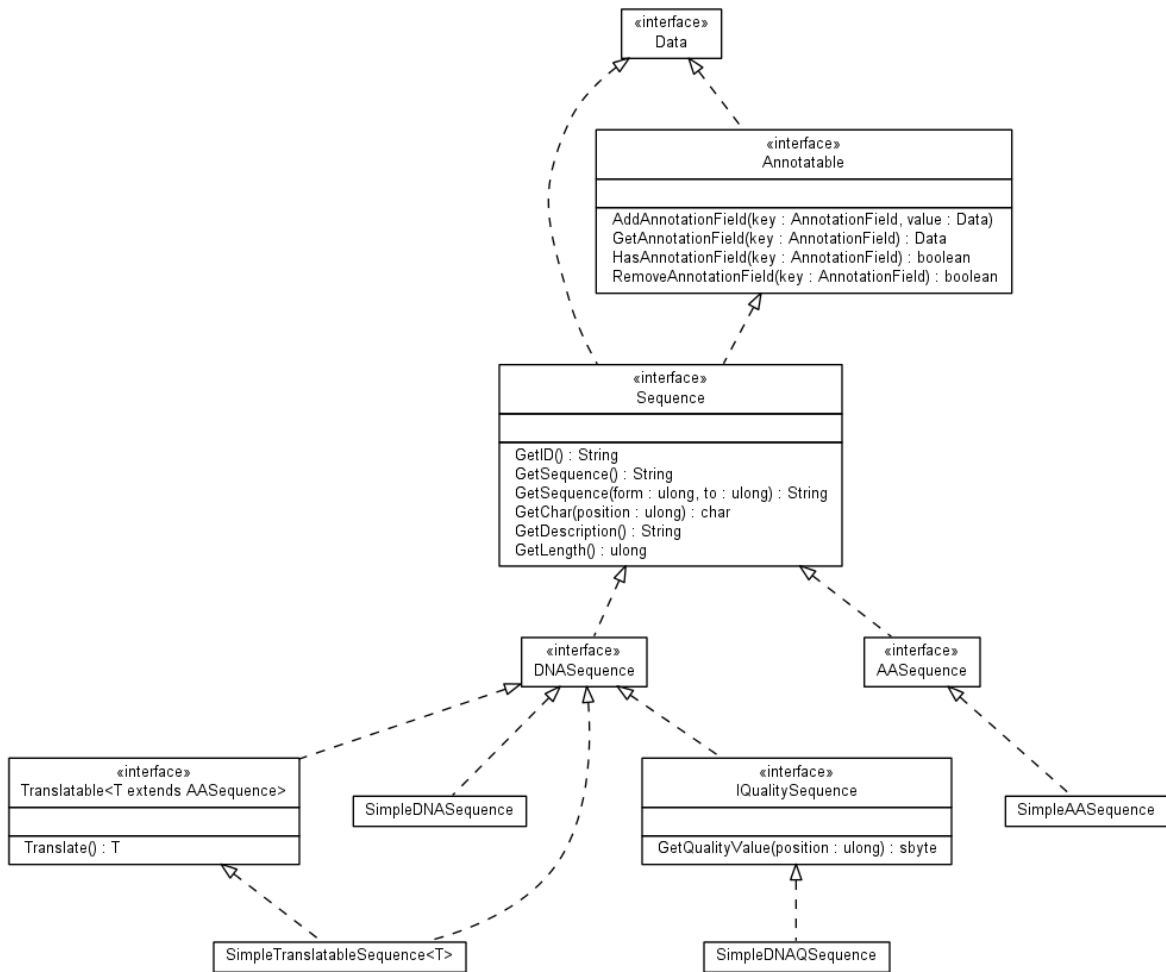 «interface»
Data
«interface»
Annotatable
AddAnnotationField(key : AnnotationField, value : Data)
GetAnnotationField(key : AnnotationField) : Data
HasAnnotationField(key : AnnotationField) : boolean
RemoveAnnotationField(key : AnnotationField) : boolean
«interface»
Sequence
GetID() : String
GetSequence() : String
GetSequence(form : ulong, to : ulong) : String
GetChar(position : ulong) : char
GetDescription() : String
GetLength() : ulong
«interface»
DNASequence
«interface»
AASequence
«interface»
Translatable<T extends AASequence>
Translate() : T
SimpleDNASequence
«interface»
IQualitySequence
GetQualityValue(position : ulong) : sbyte
SimpleAASequence
SimpleTranslatableSequence<T>
SimpleDNAQSequence